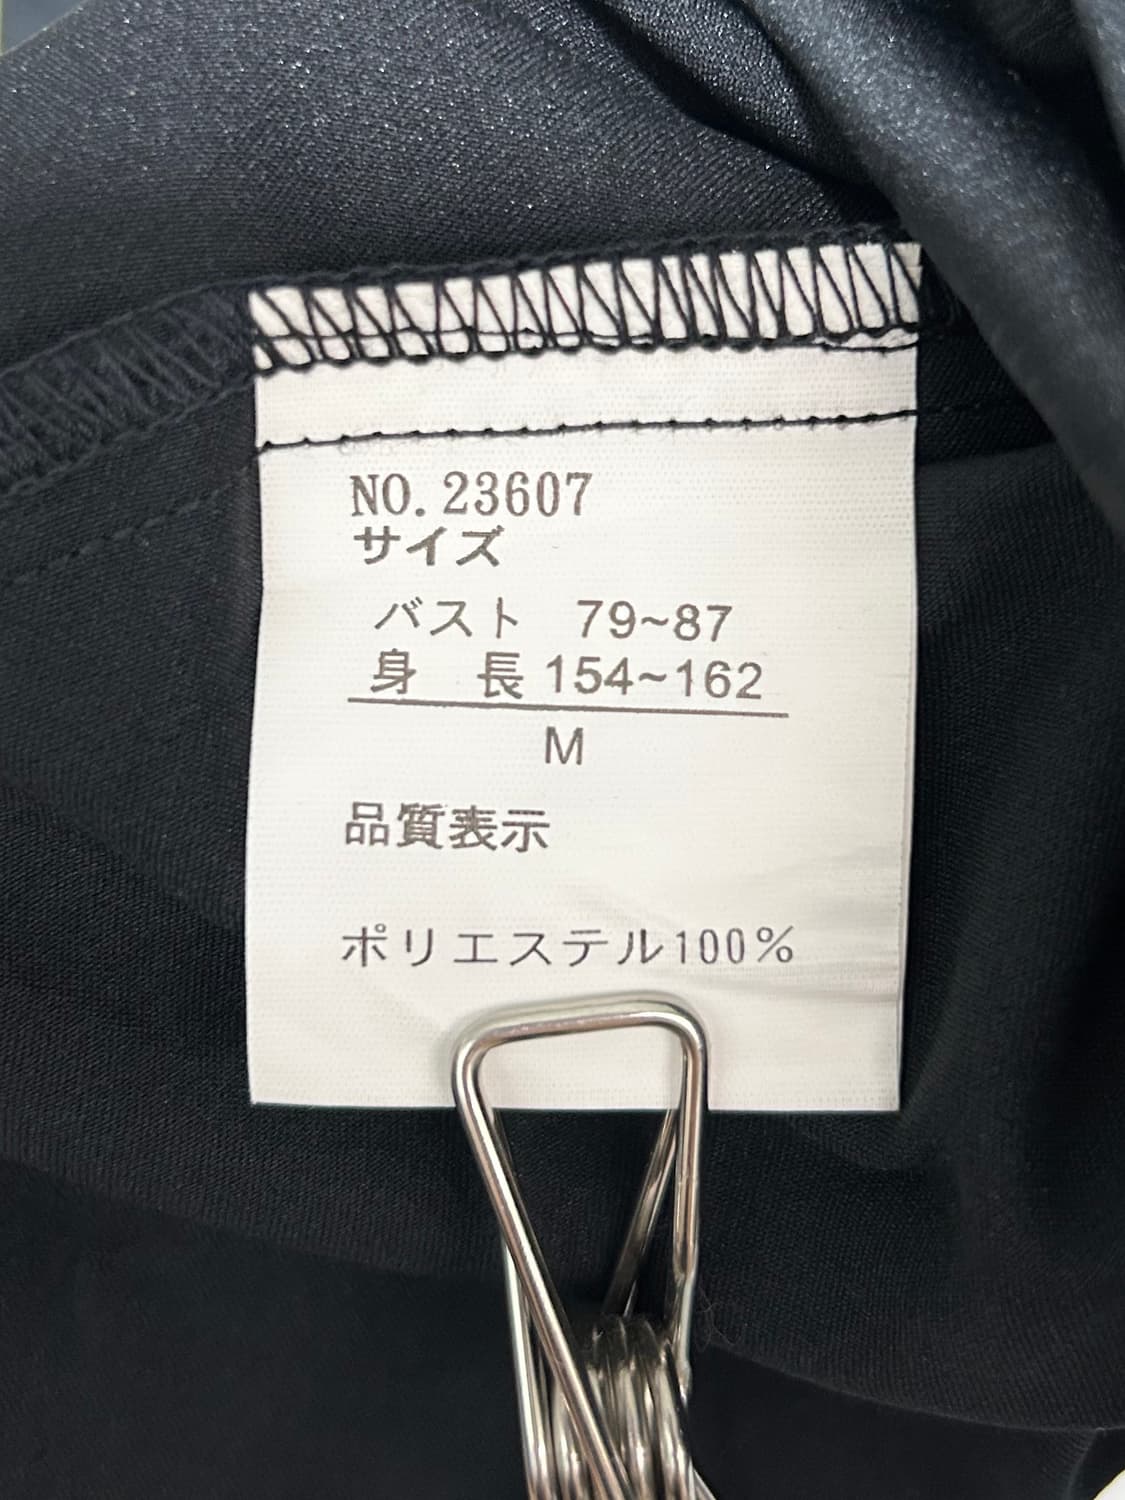 NO.23607
サイズ
バスト 79~87
身 長 154~162
M
品質表示
ポリエステル100%